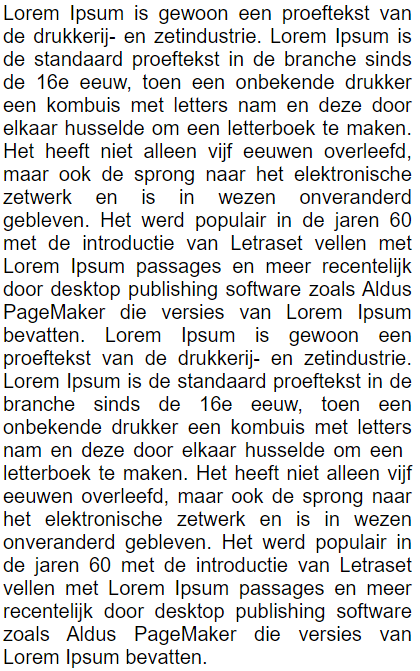 Lorem Ipsum is gewoon een proeftekst van
de drukkerij- en zetindustrie. Lorem Ipsum is
de standaard proeftekst in de branche sinds
de 16e eeuw, toen een onbekende drukker
een kombuis met letters nam en deze door
elkaar husselde om een letterboek te maken.
Het heeft niet alleen vijf eeuwen overleefd,
maar ook de sprong naar het elektronische
zetwerk en is in wezen onveranderd
gebleven. Het werd populair in de jaren 60
met de introductie van Letraset vellen met
Lorem Ipsum passages en meer recentelijk
door desktop publishing software zoals Aldus
PageMaker die versies van Lorem Ipsum
bevatten. Lorem Ipsum is gewoon een
proeftekst van de drukkerij- en zetindustrie.
Lorem Ipsum is de standaard proeftekst in de
branche sinds de 16e eeuw, toen een
onbekende drukker een kombuis met letters
nam en deze door elkaar husselde om een
letterboek te maken. Het heeft niet alleen vijf
eeuwen overleefd, maar ook de sprong naar
het elektronische zetwerk en is in wezen
onveranderd gebleven. Het werd populair in
de jaren 60 met de introductie van Letraset
vellen met Lorem Ipsum passages en meer
recentelijk door desktop publishing software
zoals Aldus PageMaker die versies van
Lorem Ipsum bevatten.